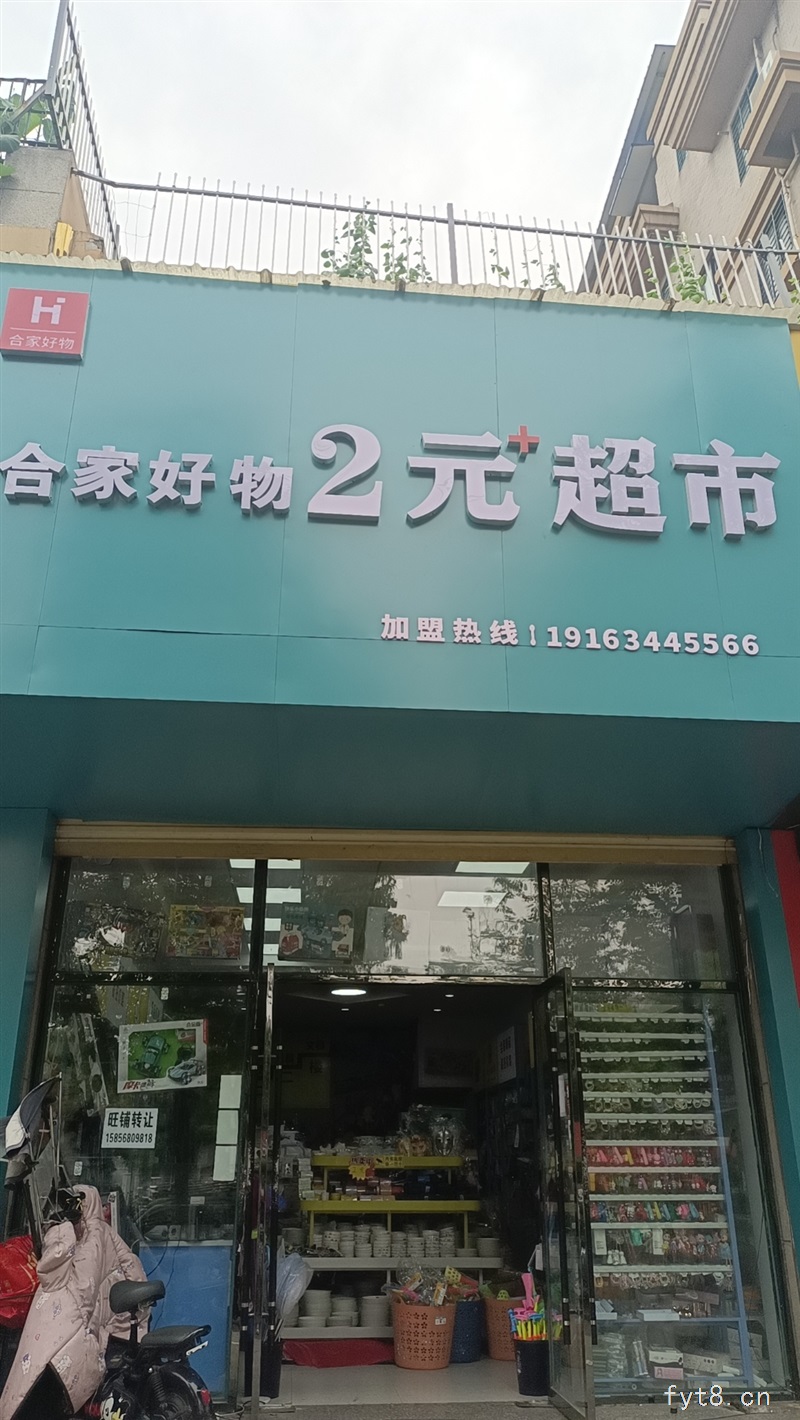 Hi
合家好物
合家好物2元+超市
加盟热线：19163445566
旺铺转让
15856809818
fyt8.cn